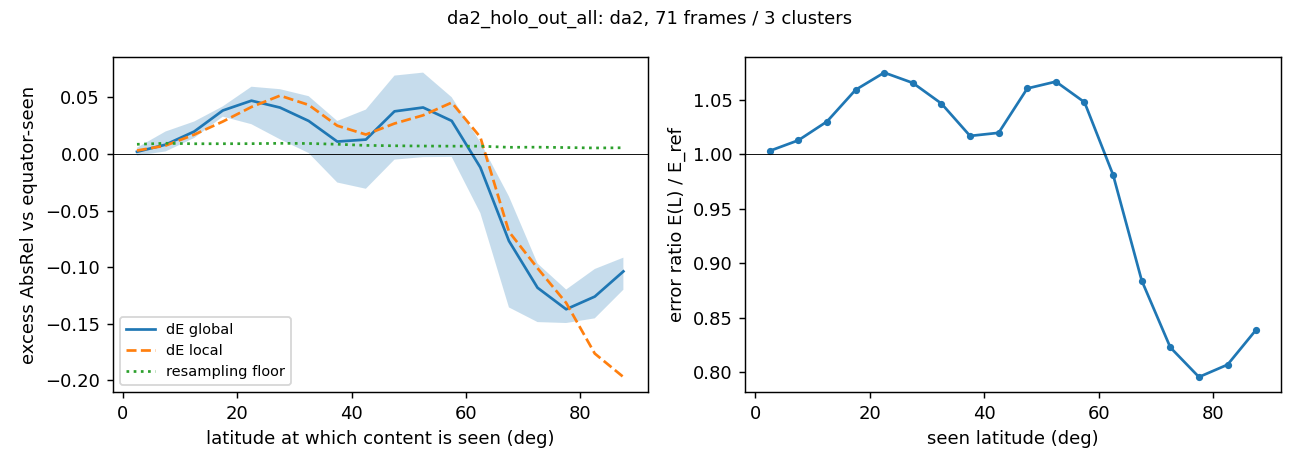 da2_holo_out_all: da2, 71 frames / 3 clusters
excess AbsRel vs equator-seen
0.05
0.00
−0.05
−0.10
−0.15
−0.20
dE global
dE local
resampling floor
0
20
40
60
80
latitude at which content is seen (deg)
error ratio E(L) / E_ref
1.05
1.00
0.95
0.90
0.85
0.80
0
20
40
60
80
seen latitude (deg)